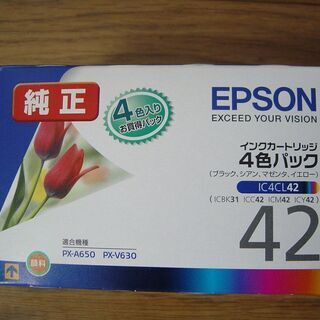 純正
4色入り
お買得パック
EPSON
EXCEED YOUR VISION
インクカートリッジ
4色パック
(ブラック、シアン、マゼンタ、イエロー)
IC4CL42
(ICBK31 ICC42 ICM42 ICY42)
42
適合機種
PX-A650 PX-V630
顔料